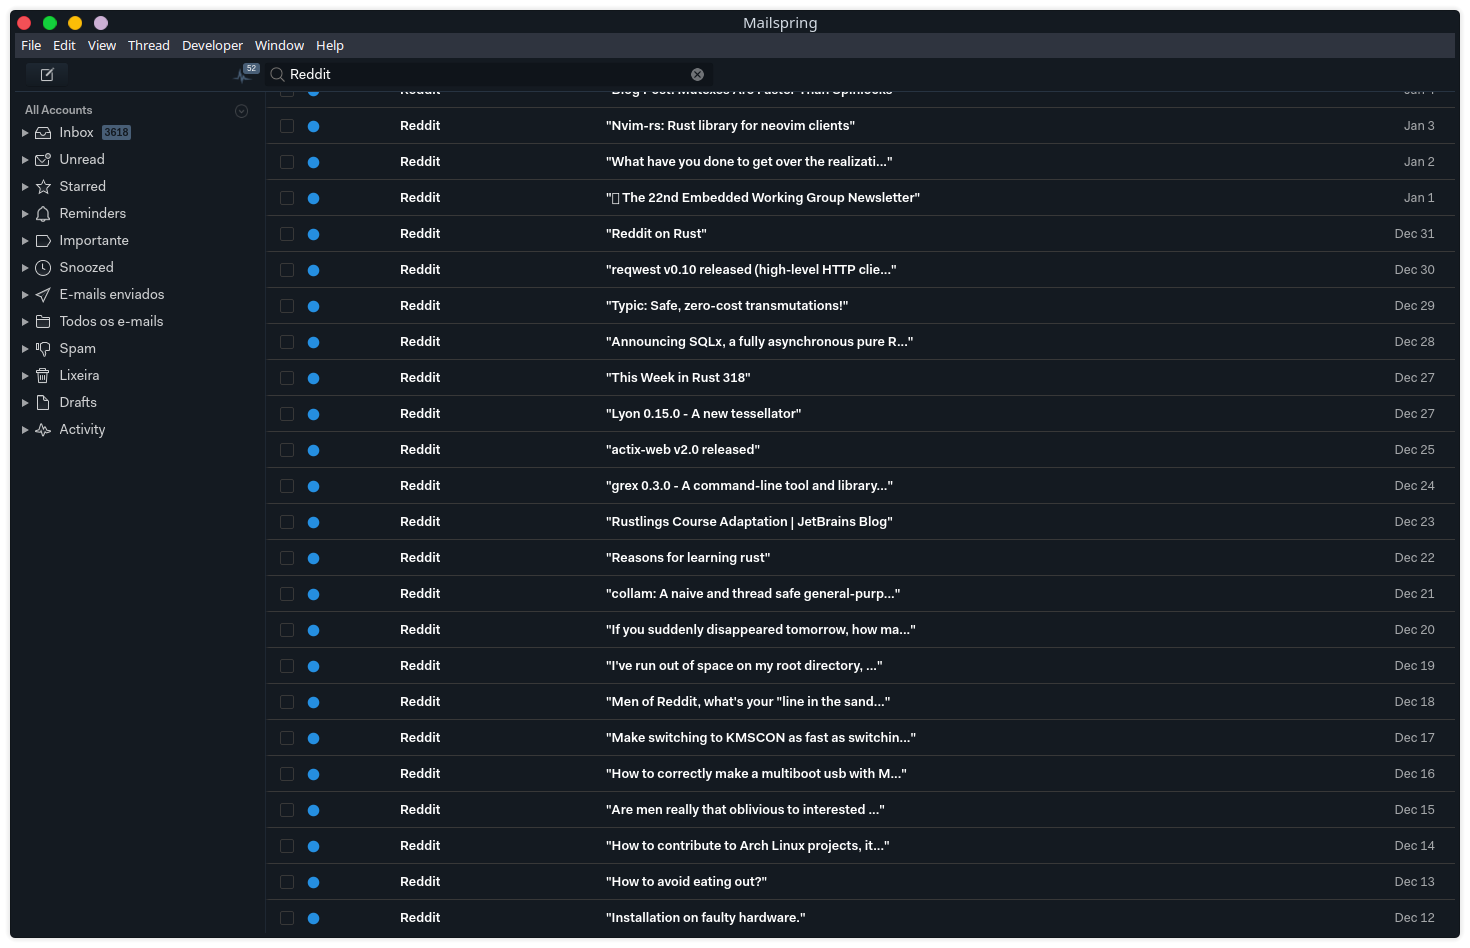 Mailspring
File Edit View Thread Developer Window Help
52
Reddit
All Accounts
Inbox 3618
Unread
Starred
Reminders
Importante
Snoozed
E-mails enviados
Todos os e-mails
Spam
Lixeira
Drafts
Activity
Reddit "Blog Post: Mutexes Are Faster Than Spinlocks" Jan 4
Reddit "Nvim-rs: Rust library for neovim clients" Jan 3
Reddit "What have you done to get over the realizati..." Jan 2
Reddit "▯ The 22nd Embedded Working Group Newsletter" Jan 1
Reddit "Reddit on Rust" Dec 31
Reddit "reqwest v0.10 released (high-level HTTP clie..." Dec 30
Reddit "Typic: Safe, zero-cost transmutations!" Dec 29
Reddit "Announcing SQLx, a fully asynchronous pure R..." Dec 28
Reddit "This Week in Rust 318" Dec 27
Reddit "Lyon 0.15.0 - A new tessellator" Dec 27
Reddit "actix-web v2.0 released" Dec 25
Reddit "grex 0.3.0 - A command-line tool and library..." Dec 24
Reddit "Rustlings Course Adaptation | JetBrains Blog" Dec 23
Reddit "Reasons for learning rust" Dec 22
Reddit "collam: A naive and thread safe general-purp..." Dec 21
Reddit "If you suddenly disappeared tomorrow, how ma..." Dec 20
Reddit "I've run out of space on my root directory, ..." Dec 19
Reddit "Men of Reddit, what's your "line in the sand..." Dec 18
Reddit "Make switching to KMSCON as fast as switchin..." Dec 17
Reddit "How to correctly make a multiboot usb with M..." Dec 16
Reddit "Are men really that oblivious to interested ..." Dec 15
Reddit "How to contribute to Arch Linux projects, it..." Dec 14
Reddit "How to avoid eating out?" Dec 13
Reddit "Installation on faulty hardware." Dec 12